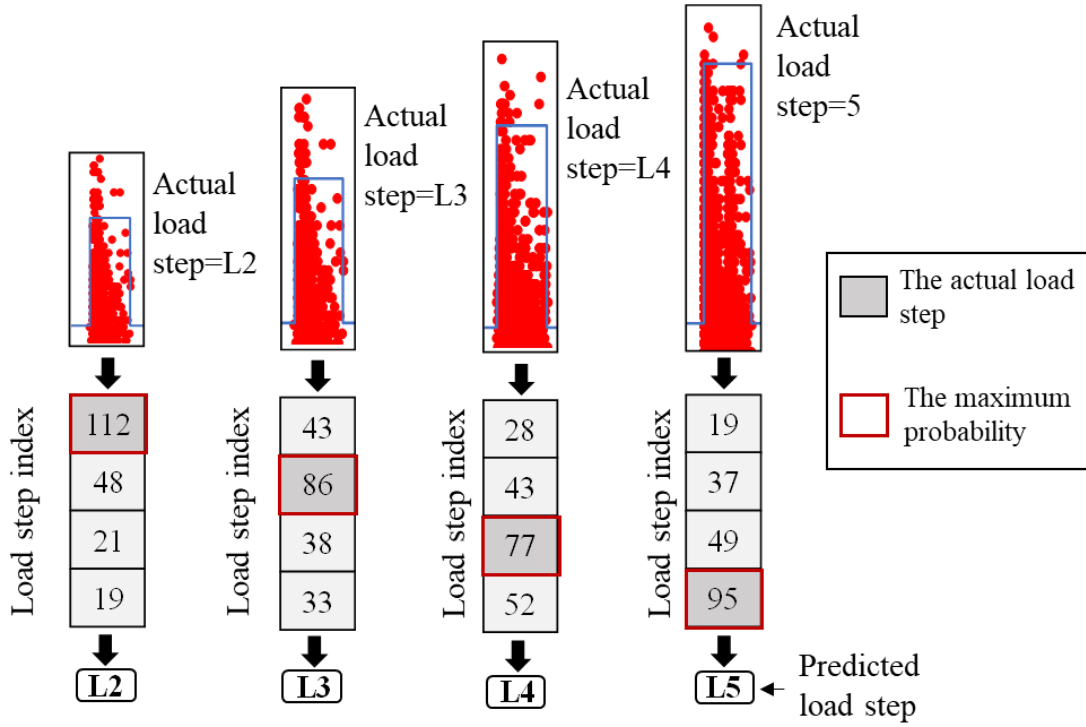 Actual
load
step=L2
Actual
load
step=L3
Actual
load
step=L4
Actual
load
step=5
The actual load
step
The maximum
probability
Load step index
112
48
21
19
L2
Load step index
43
86
38
33
L3
Load step index
28
43
77
52
L4
Load step index
19
37
49
95
L5
Predicted
load step